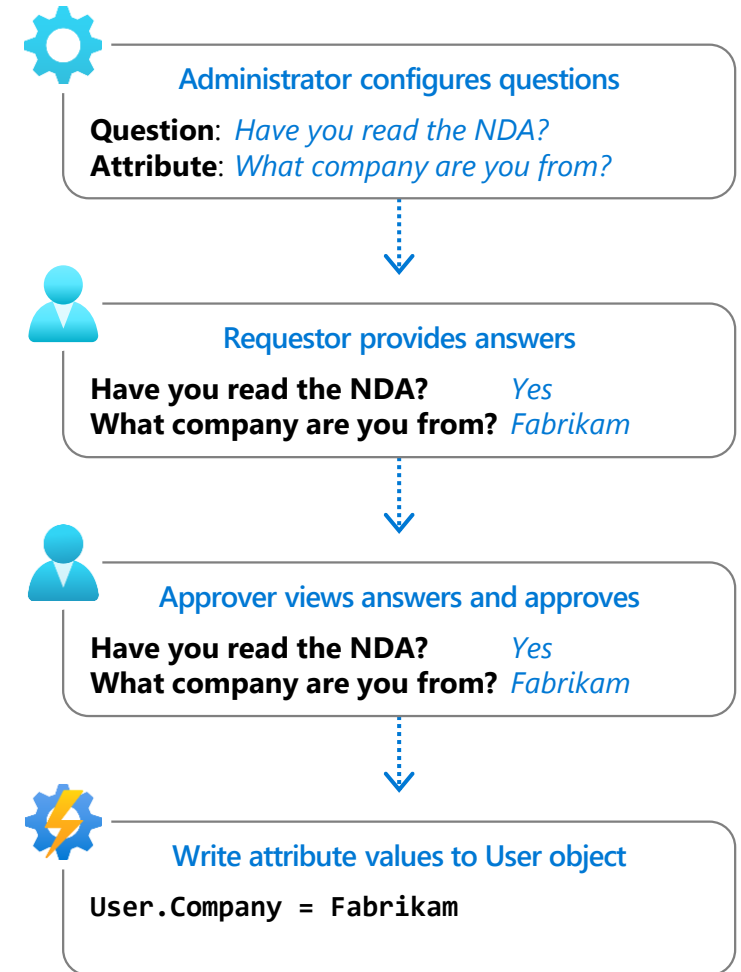 Administrator configures questions
Question: Have you read the NDA?
Attribute: What company are you from?
Requestor provides answers
Have you read the NDA? Yes
What company are you from? Fabrikam
Approver views answers and approves
Have you read the NDA? Yes
What company are you from? Fabrikam
Write attribute values to User object
User.Company = Fabrikam